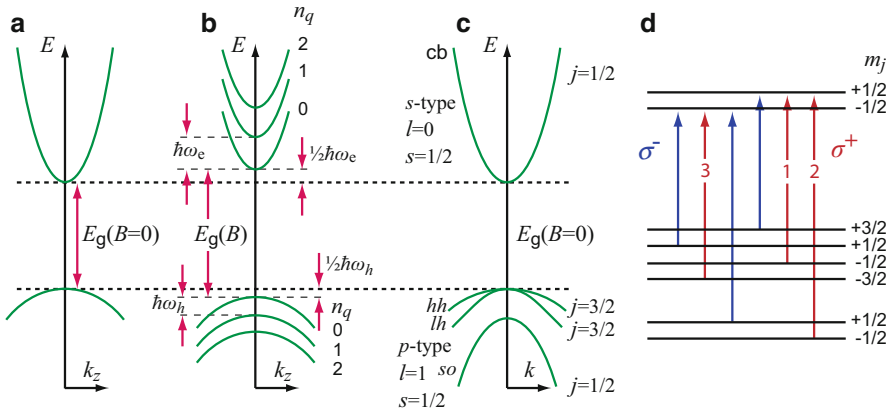 a
E
E_g(B=0)
k_z
b
n_q
E
2
1
0
ħω_e
½ħω_e
E_g(B)
½ħω_h
ħω_h
n_q
0
1
2
k_z
c
E
cb
j=1/2
s-type
l=0
s=1/2
E_g(B=0)
hh
j=3/2
lh
j=3/2
p-type
l=1
so
s=1/2
k
j=1/2
d
m_j
+1/2
-1/2
σ⁻
σ⁺
3
1
2
+3/2
+1/2
-1/2
-3/2
+1/2
-1/2